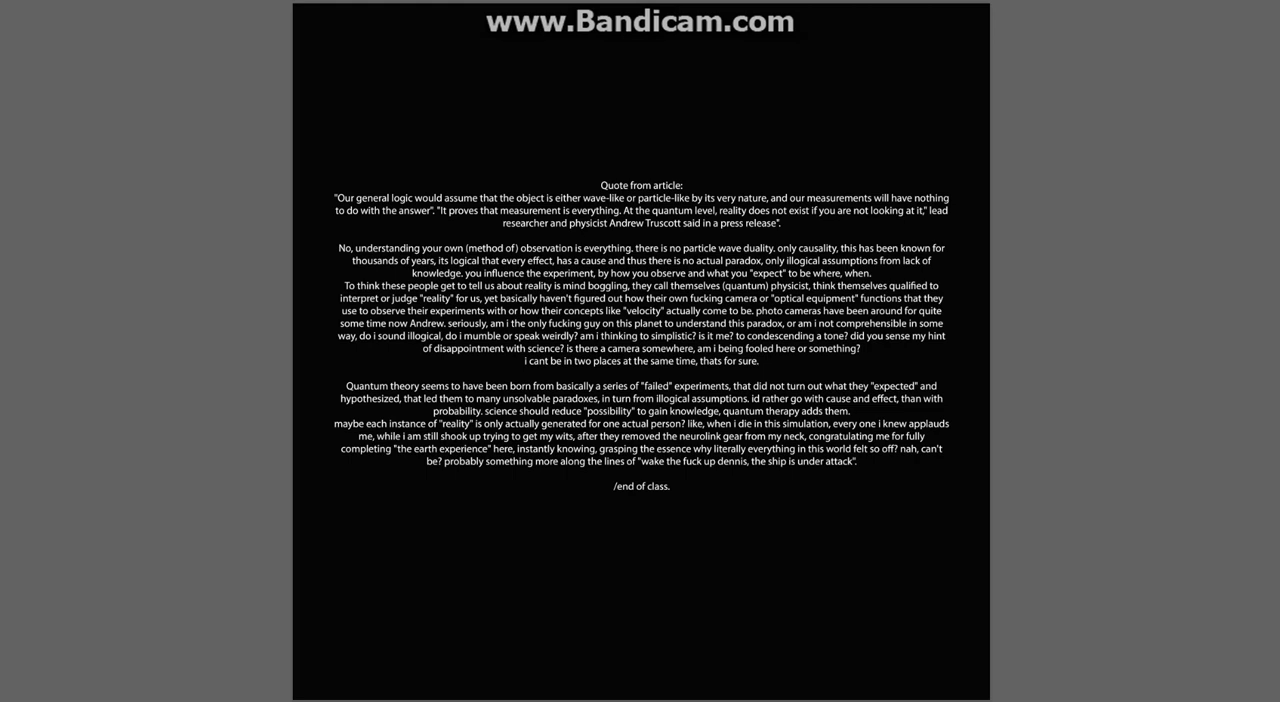 www.Bandicam.com
Quote from article:
"Our general logic would assume that the object is either wave-like or particle-like by its very nature, and our measurements will have nothing
to do with the answer". "It proves that measurement is everything. At the quantum level, reality does not exist if you are not looking at it," lead
researcher and physicist Andrew Truscott said in a press release".
No, understanding your own (method of) observation is everything. there is no particle wave duality. only causality, this has been known for
thousands of years, its logical that every effect, has a cause and thus there is no actual paradox, only illogical assumptions from lack of
knowledge. you influence the experiment, by how you observe and what you "expect" to be where, when.
To think these people get to tell us about reality is mind boggling, they call themselves (quantum) physicist, think themselves qualified to
interpret or judge "reality" for us, yet basically haven't figured out how their own fucking camera or "optical equipment" functions that they
use to observe their experiments with or how their concepts like "velocity" actually come to be. photo cameras have been around for quite
some time now Andrew. seriously, am i the only fucking guy on this planet to understand this paradox, or am i not comprehensible in some
way, do i sound illogical, do i mumble or speak weirdly? am i thinking to simplistic? is it me? to condescending a tone? did you sense my hint
of disappointment with science? is there a camera somewhere, am i being fooled here or something?
i cant be in two places at the same time, thats for sure.
Quantum theory seems to have been born from basically a series of "failed" experiments, that did not turn out what they "expected" and
hypothesized, that led them to many unsolvable paradoxes, in turn from illogical assumptions. id rather go with cause and effect, than with
probability. science should reduce "possibility" to gain knowledge, quantum therapy adds them.
maybe each instance of "reality" is only actually generated for one actual person? like, when i die in this simulation, every one i knew applauds
me, while i am still shook up trying to get my wits, after they removed the neurolink gear from my neck, congratulating me for fully
completing "the earth experience" here, instantly knowing, grasping the essence why literally everything in this world felt so off? nah, can't
be? probably something more along the lines of "wake the fuck up dennis, the ship is under attack".
/end of class.